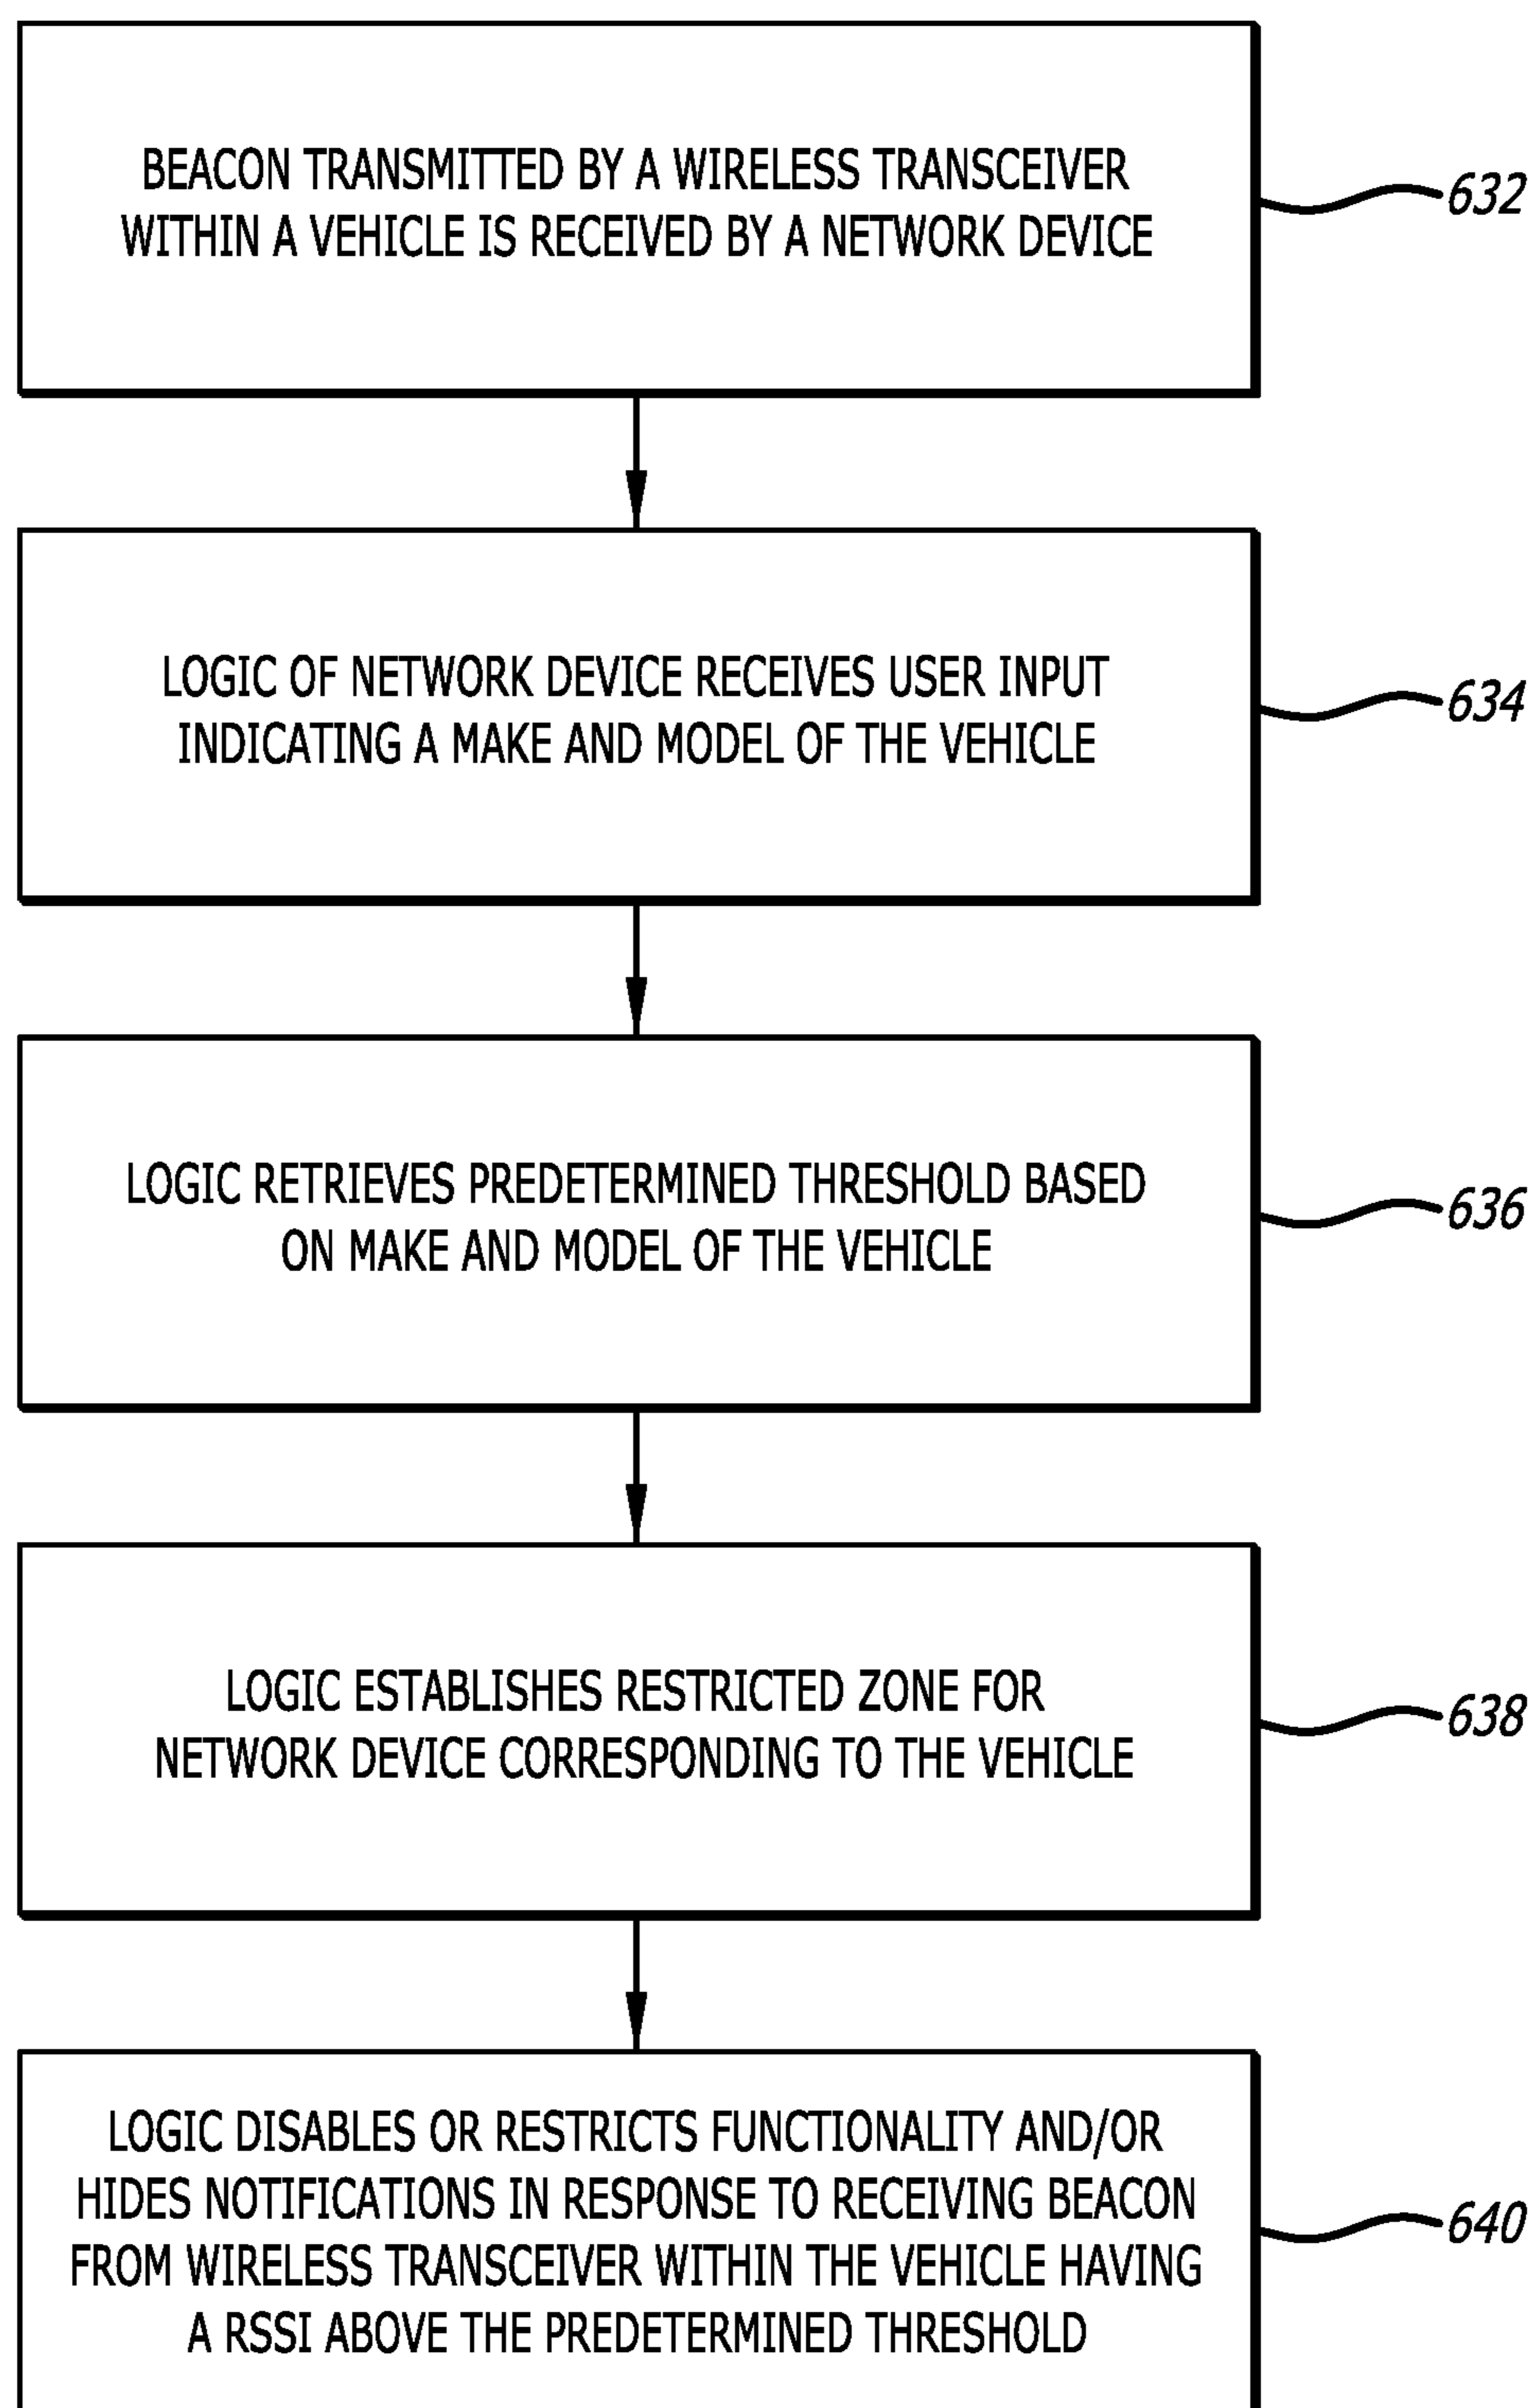 BEACON TRANSMITTED BY A WIRELESS TRANSCEIVER
WITHIN A VEHICLE IS RECEIVED BY A NETWORK DEVICE
632
LOGIC OF NETWORK DEVICE RECEIVES USER INPUT
INDICATING A MAKE AND MODEL OF THE VEHICLE
634
LOGIC RETRIEVES PREDETERMINED THRESHOLD BASED
ON MAKE AND MODEL OF THE VEHICLE
636
LOGIC ESTABLISHES RESTRICTED ZONE FOR
NETWORK DEVICE CORRESPONDING TO THE VEHICLE
638
LOGIC DISABLES OR RESTRICTS FUNCTIONALITY AND/OR
HIDES NOTIFICATIONS IN RESPONSE TO RECEIVING BEACON
FROM WIRELESS TRANSCEIVER WITHIN THE VEHICLE HAVING
A RSSI ABOVE THE PREDETERMINED THRESHOLD
640